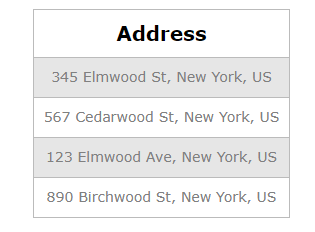 Address
345 Elmwood St, New York, US
567 Cedarwood St, New York, US
123 Elmwood Ave, New York, US
890 Birchwood St, New York, US